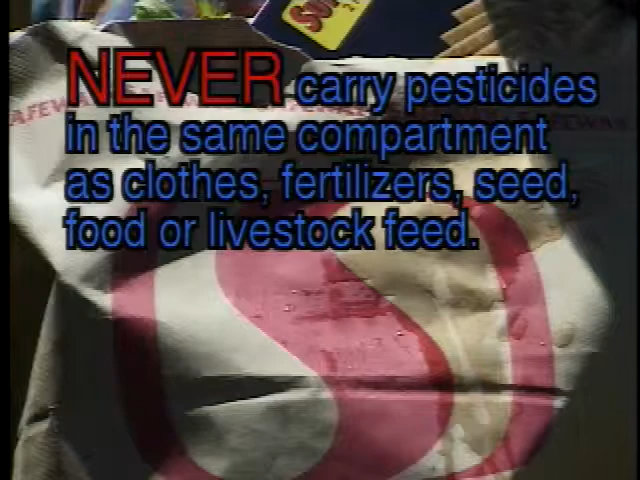 NEVER carry pesticides
in the same compartment
as clothes, fertilizers, seed,
food or livestock feed.